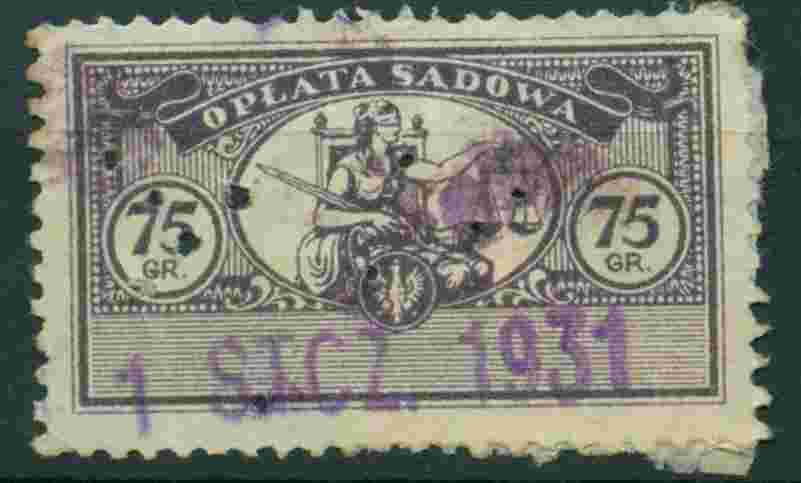 OPŁATA SĄDOWA
75 GR.
75 GR.
1 STCZ. 1931